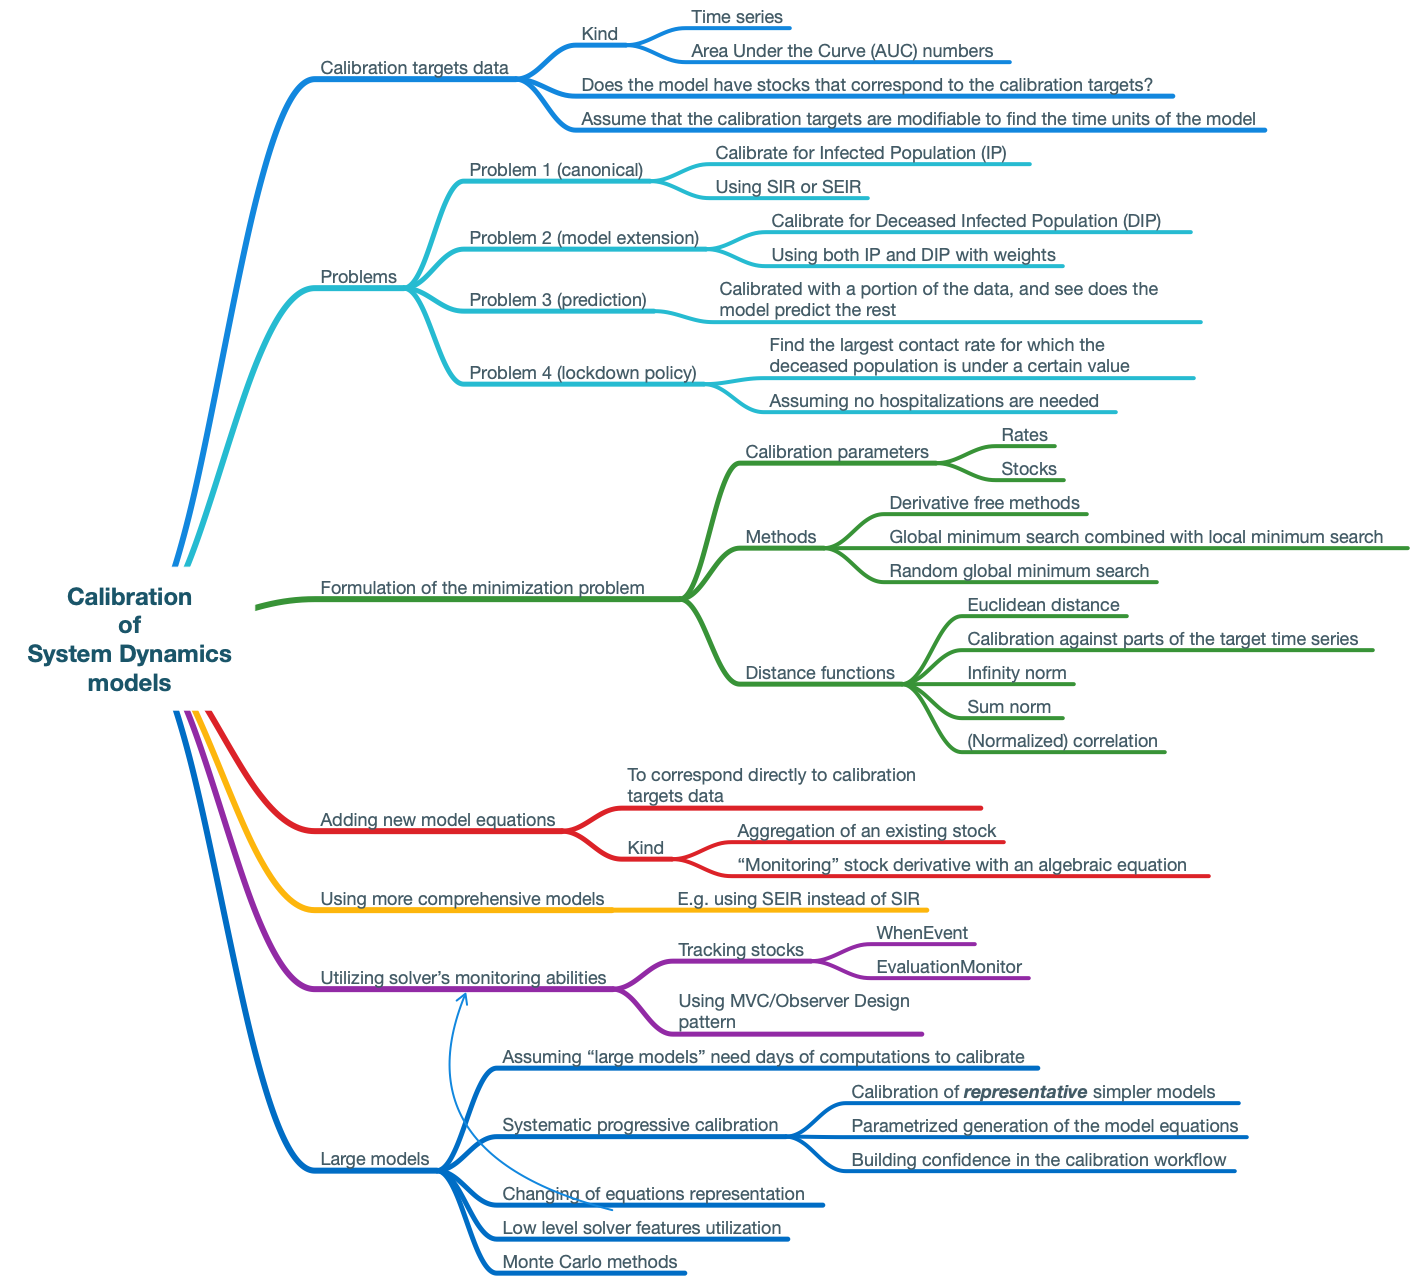 Time series
Kind
Area Under the Curve (AUC) numbers
Calibration targets data
Does the model have stocks that correspond to the calibration targets?
Assume that the calibration targets are modifiable to find the time units of the model
Calibrate for Infected Population (IP)
Problem 1 (canonical)
Using SIR or SEIR
Calibrate for Deceased Infected Population (DIP)
Problem 2 (model extension)
Using both IP and DIP with weights
Problems
Calibrated with a portion of the data, and see does the
model predict the rest
Problem 3 (prediction)
Find the largest contact rate for which the
deceased population is under a certain value
Problem 4 (lockdown policy)
Assuming no hospitalizations are needed
Rates
Calibration parameters
Stocks
Derivative free methods
Methods
Global minimum search combined with local minimum search
Random global minimum search
Formulation of the minimization problem
Euclidean distance
Calibration against parts of the target time series
Distance functions
Infinity norm
Sum norm
(Normalized) correlation
Calibration
of
System Dynamics
models
To correspond directly to calibration
targets data
Adding new model equations
Kind
Aggregation of an existing stock
“Monitoring” stock derivative with an algebraic equation
Using more comprehensive models
E.g. using SEIR instead of SIR
WhenEvent
Tracking stocks
EvaluationMonitor
Utilizing solver’s monitoring abilities
Using MVC/Observer Design
pattern
Assuming “large models” need days of computations to calibrate
Calibration of representative simpler models
Systematic progressive calibration
Parametrized generation of the model equations
Building confidence in the calibration workflow
Large models
Changing of equations representation
Low level solver features utilization
Monte Carlo methods